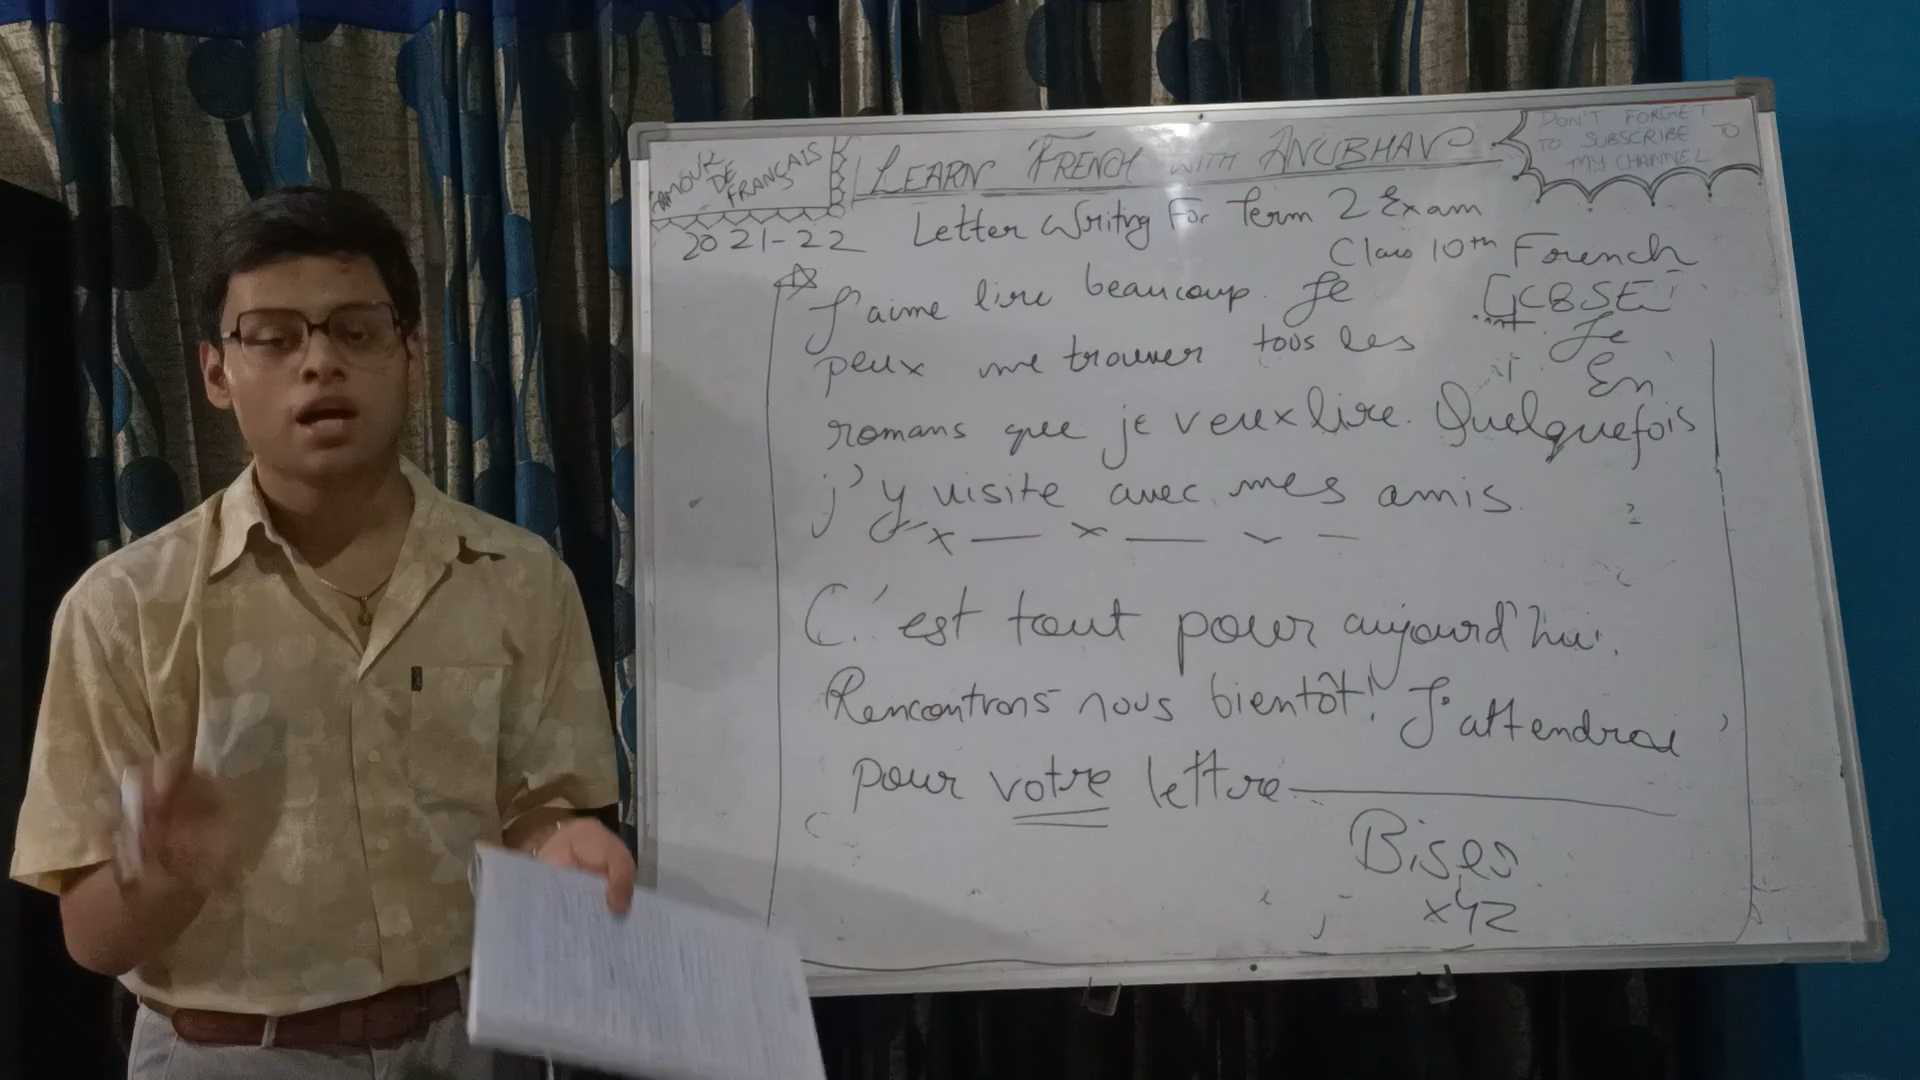 AMOUR DE FRANÇAIS
LEARN FRENCH WITH ANUBHAV
DON'T FORGET
TO SUBSCRIBE TO
MY CHANNEL
2021-22
Letter Writing For Term 2 Exam
Class 10th French
CBSE
J'aime lire beaucoup. Je
peux me trouver tous les
Je
En
romans que je veux lire. Quelquefois
j'y visite avec mes amis.
C'est tout pour aujourd'hui.
Rencontrons nous bientôt! J'attendrai
pour votre lettre
Bises
xyz